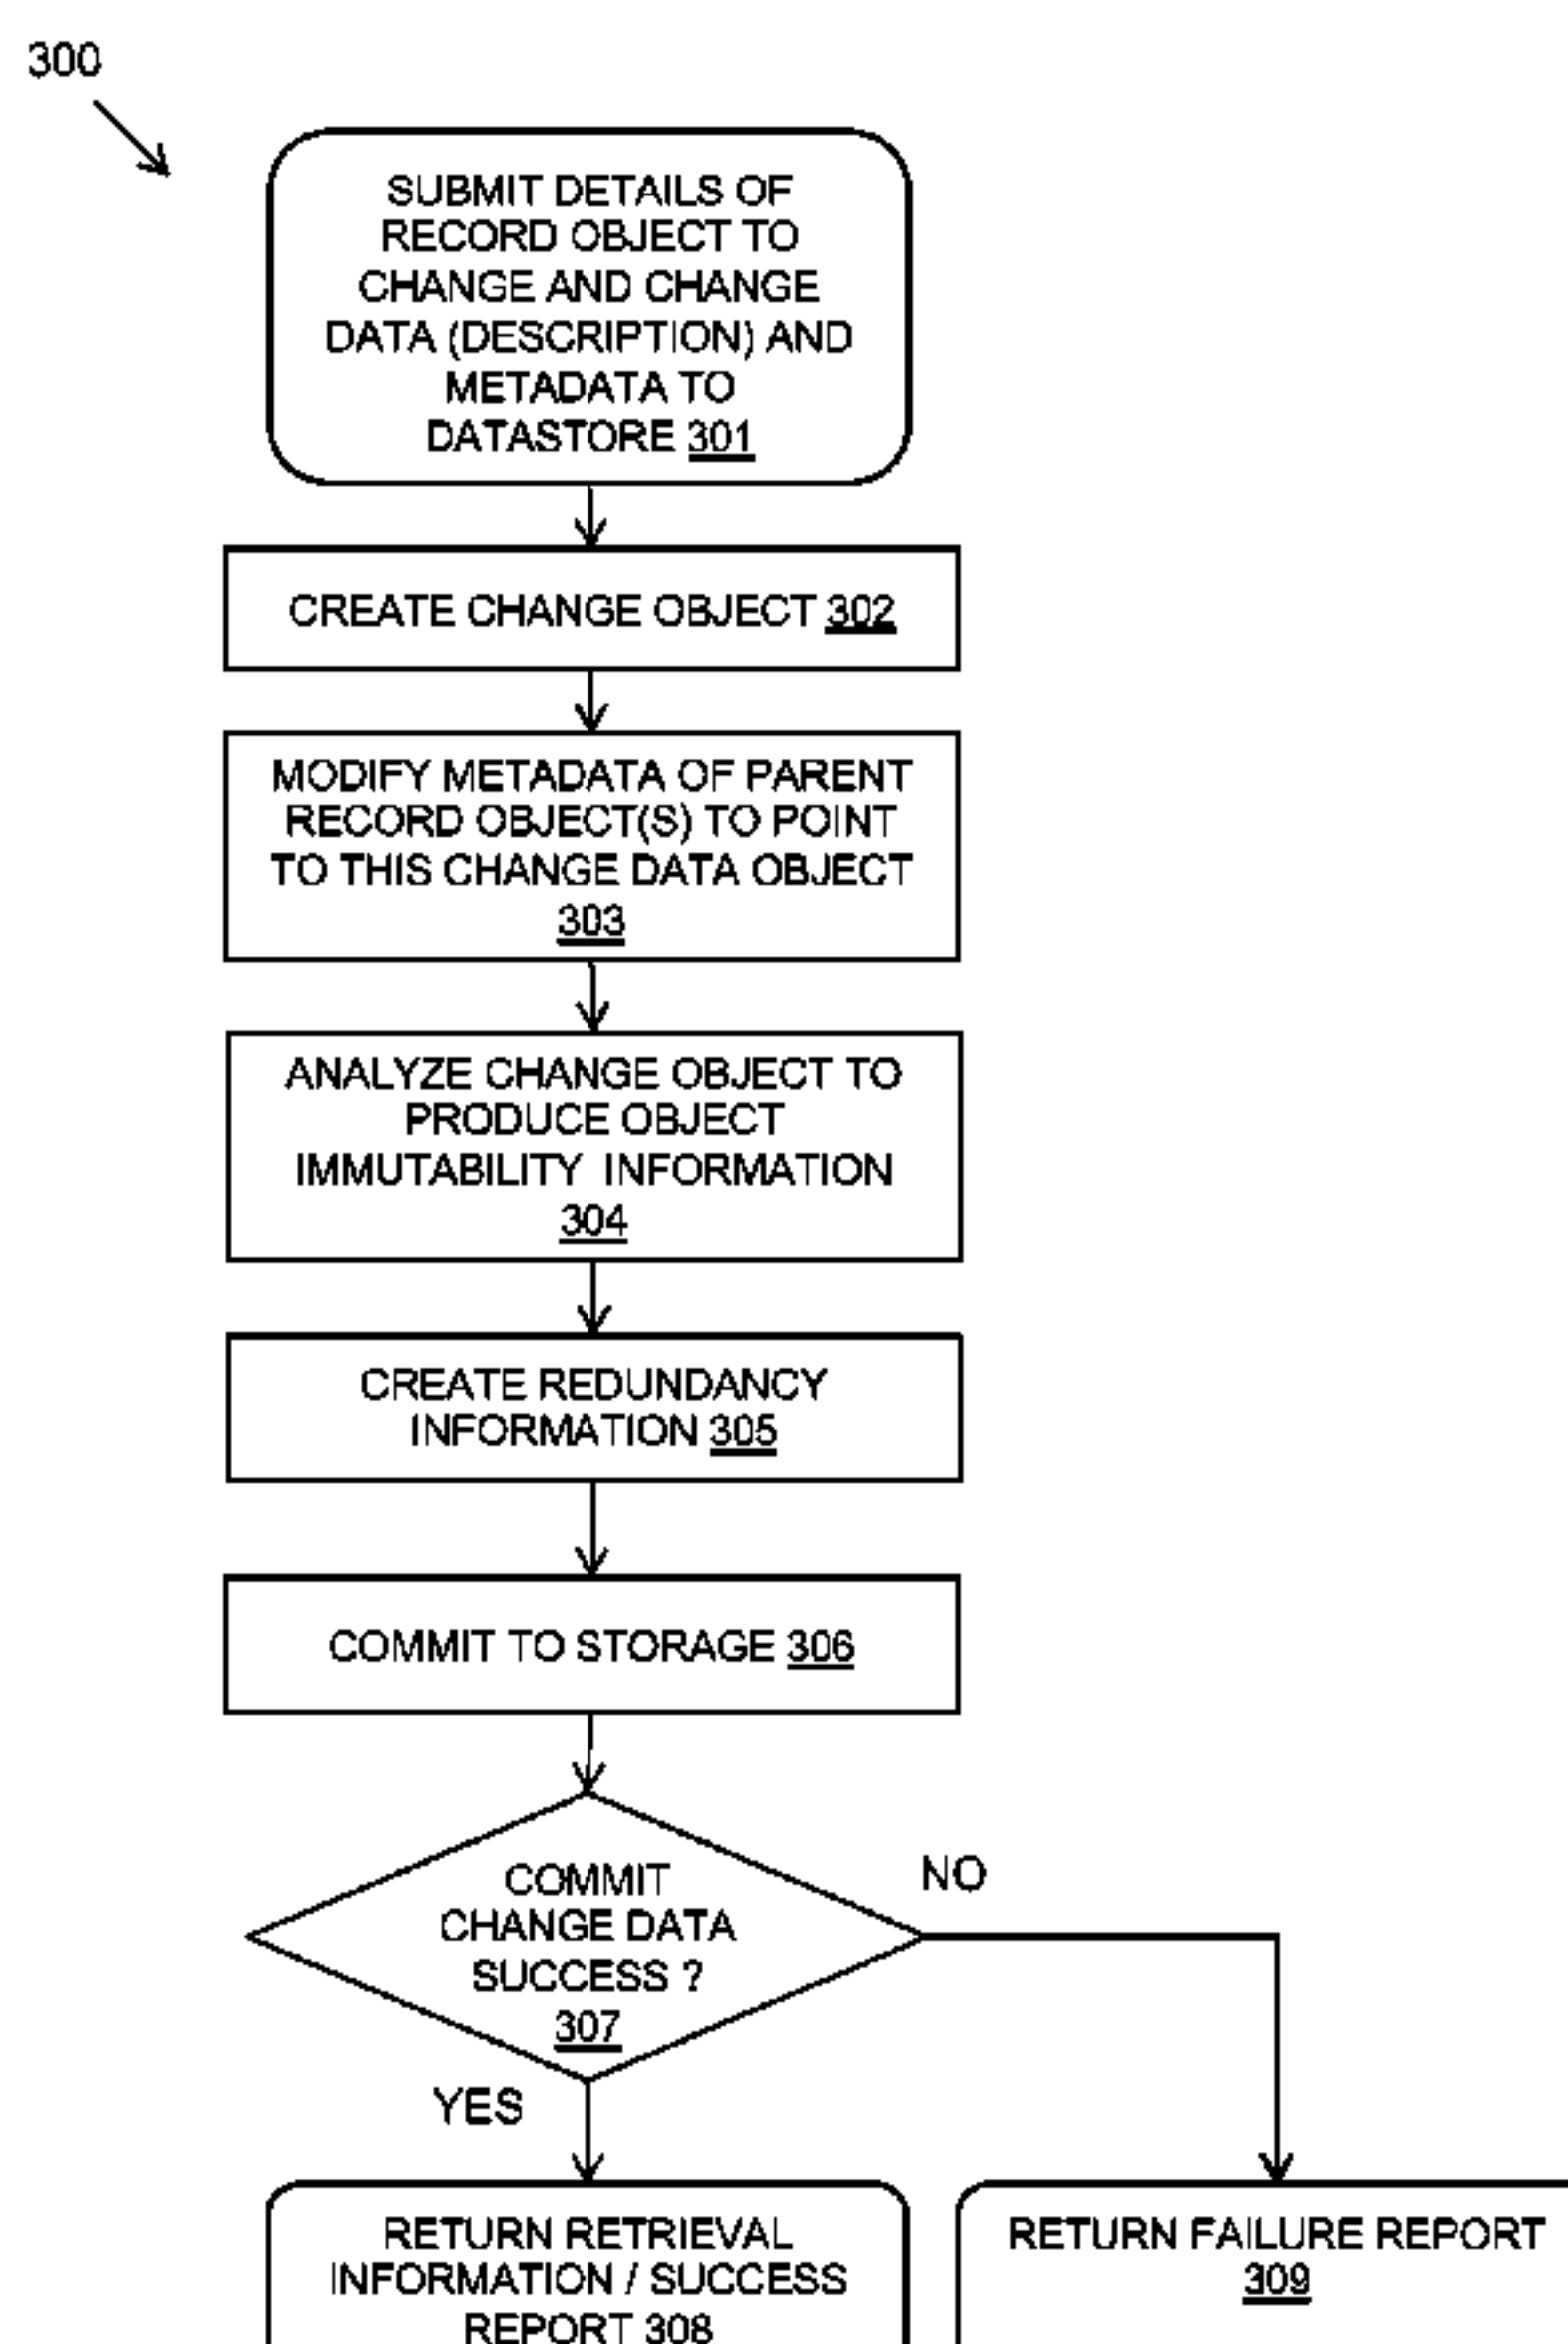 300
SUBMIT DETAILS OF
RECORD OBJECT TO
CHANGE AND CHANGE
DATA (DESCRIPTION) AND
METADATA TO
DATASTORE 301
CREATE CHANGE OBJECT 302
MODIFY METADATA OF PARENT
RECORD OBJECT(S) TO POINT
TO THIS CHANGE DATA OBJECT
303
ANALYZE CHANGE OBJECT TO
PRODUCE OBJECT
IMMUTABILITY INFORMATION
304
CREATE REDUNDANCY
INFORMATION 305
COMMIT TO STORAGE 306
COMMIT
CHANGE DATA
SUCCESS ?
307
NO
YES
RETURN RETRIEVAL
INFORMATION / SUCCESS
REPORT 308
RETURN FAILURE REPORT
309